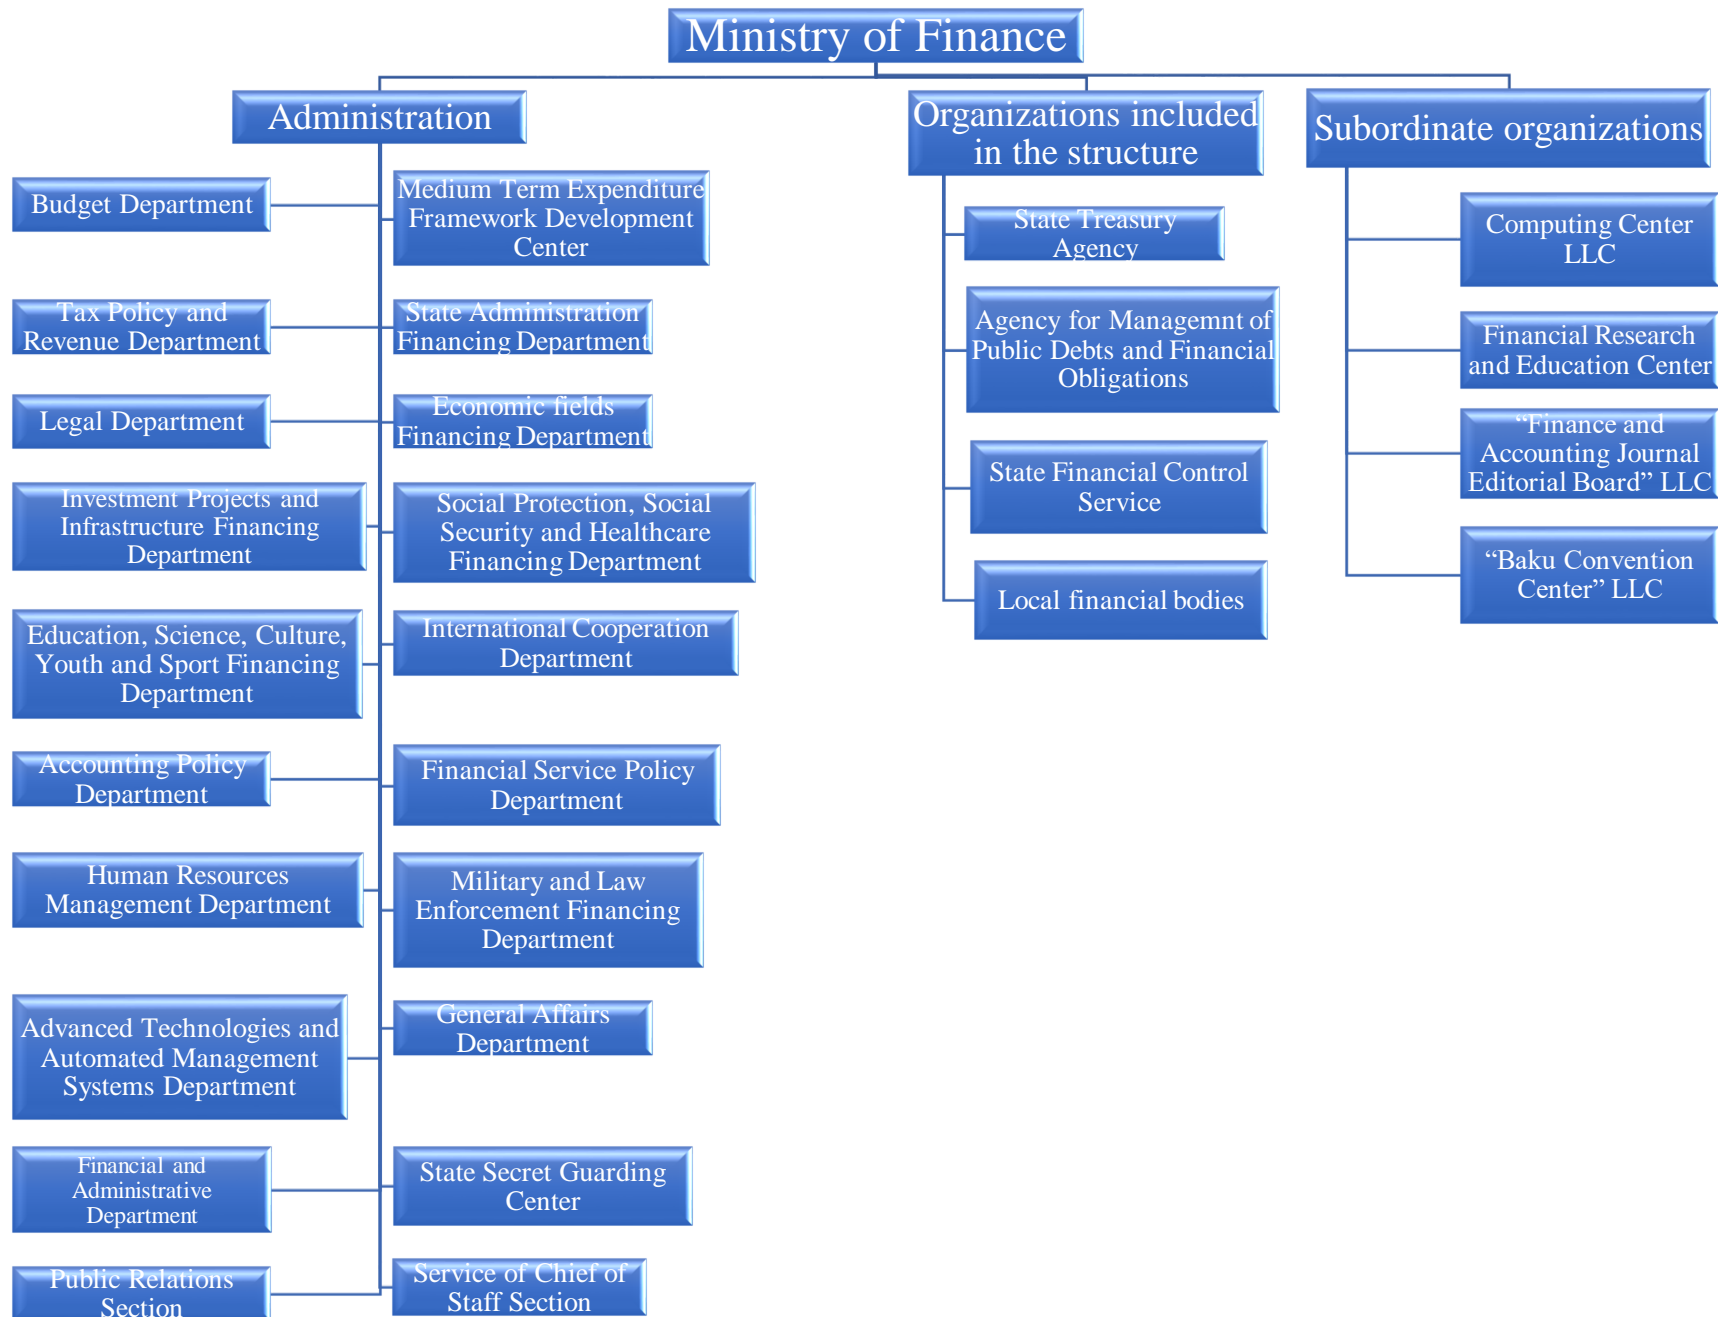 Ministry of Finance
Administration
Budget Department
Medium Term Expenditure
Framework Development
Center
Tax Policy and
Revenue Department
State Administration
Financing Department
Legal Department
Economic fields
Financing Department
Investment Projects and
Infrastructure Financing
Department
Social Protection, Social
Security and Healthcare
Financing Department
Education, Science, Culture,
Youth and Sport Financing
Department
International Cooperation
Department
Accounting Policy
Department
Financial Service Policy
Department
Human Resources
Management Department
Military and Law
Enforcement Financing
Department
Advanced Technologies and
Automated Management
Systems Department
General Affairs
Department
Financial and
Administrative
Department
State Secret Guarding
Center
Public Relations
Section
Service of Chief of
Staff Section
Organizations included
in the structure
State Treasury
Agency
Agency for Managemnt of
Public Debts and Financial
Obligations
State Financial Control
Service
Local financial bodies
Subordinate organizations
Computing Center
LLC
Financial Research
and Education Center
“Finance and
Accounting Journal
Editorial Board” LLC
“Baku Convention
Center” LLC